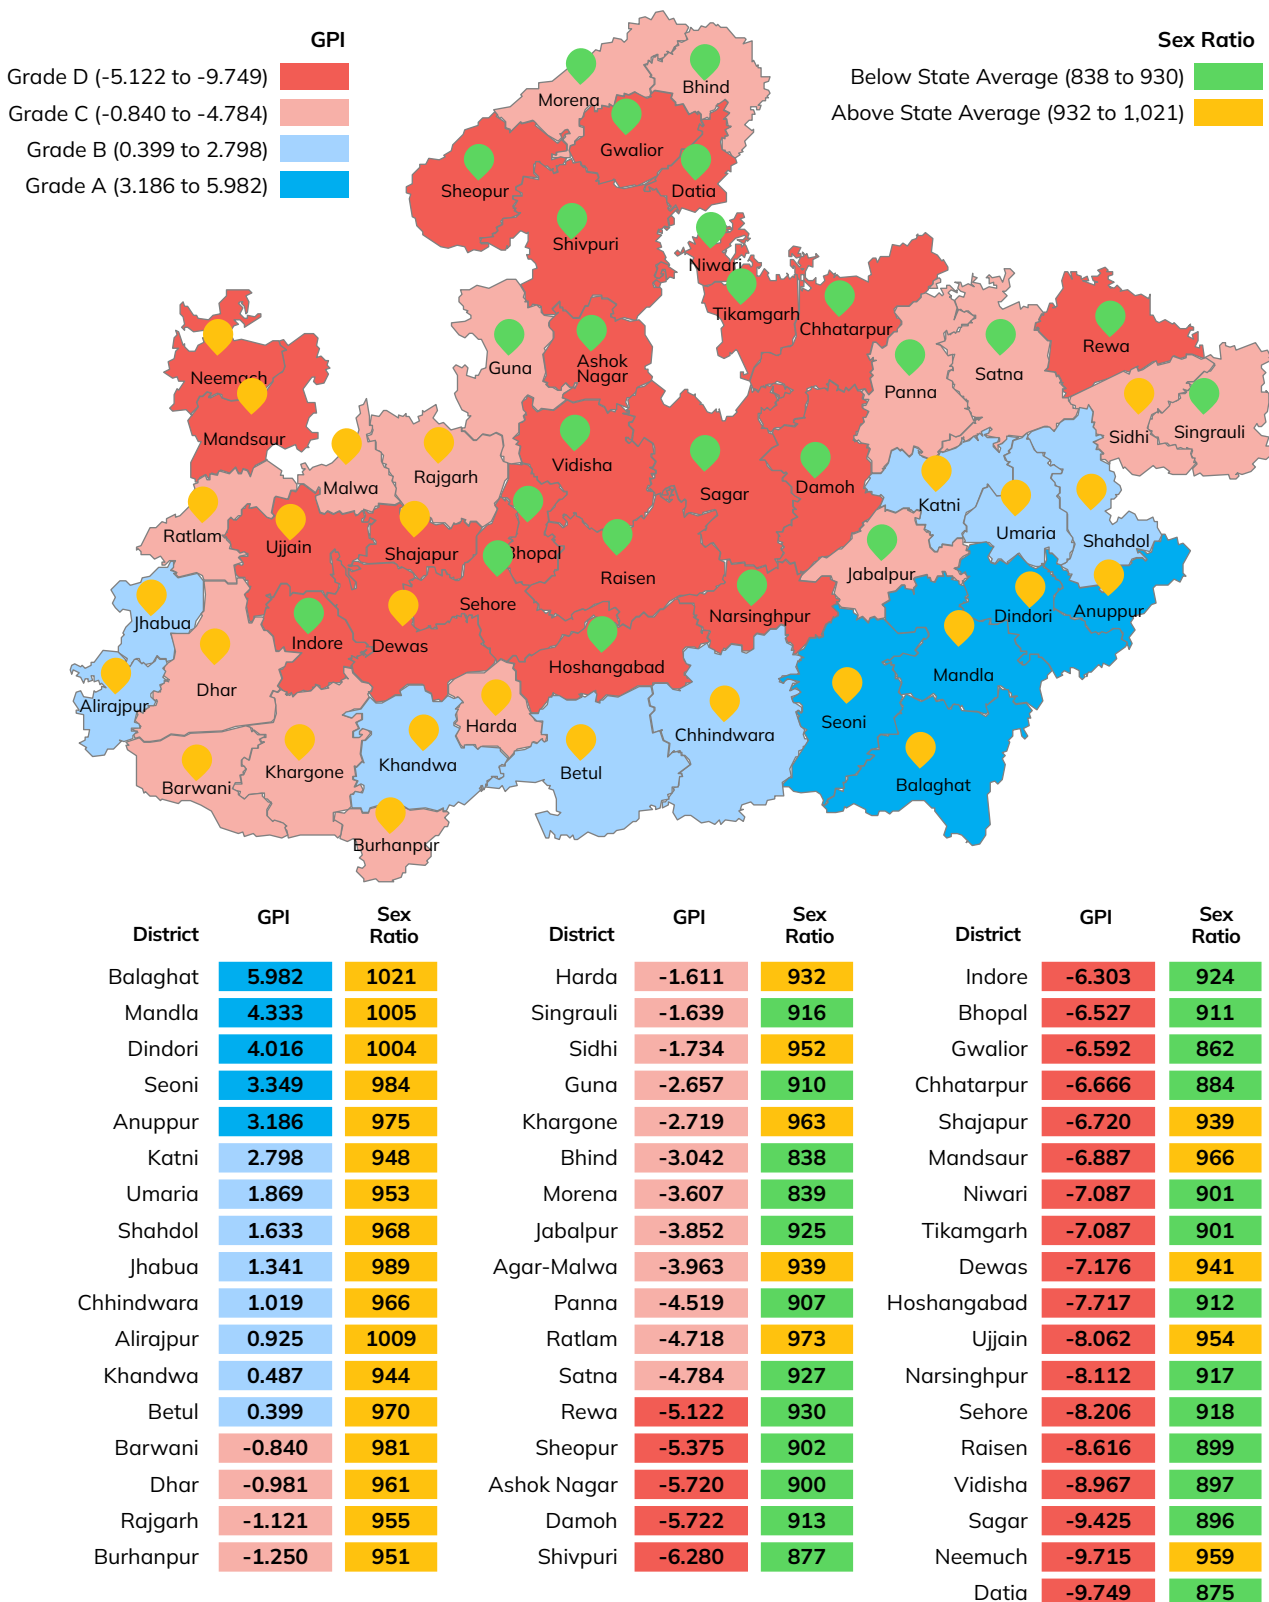 GPI
Grade D (-5.122 to -9.749)
Grade C (-0.840 to -4.784)
Grade B (0.399 to 2.798)
Grade A (3.186 to 5.982)
Sex Ratio
Below State Average (838 to 930)
Above State Average (932 to 1,021)
Morena
Bhind
Gwalior
Sheopur
Datia
Shivpuri
Niwari
Tikamgarh
Chhatarpur
Rewa
Ashok
Nagar
Guna
Satna
Panna
Neemach
Mandsaur
Sidhi
Singrauli
Vidisha
Rajgarh
Malwa
Sagar
Damoh
Katni
Umaria
Shahdol
Ratlam
Ujjain
Shajapur
Bhopal
Raisen
Jabalpur
Sehore
Narsinghpur
Dindori
Anuppur
Jhabua
Indore
Dewas
Hoshangabad
Mandla
Dhar
Alirajpur
Harda
Chhindwara
Seoni
Khargone
Khandwa
Betul
Barwani
Balaghat
Burhanpur
District GPI Sex Ratio
Balaghat 5.982 1021
Mandla 4.333 1005
Dindori 4.016 1004
Seoni 3.349 984
Anuppur 3.186 975
Katni 2.798 948
Umaria 1.869 953
Shahdol 1.633 968
Jhabua 1.341 989
Chhindwara 1.019 966
Alirajpur 0.925 1009
Khandwa 0.487 944
Betul 0.399 970
Barwani -0.840 981
Dhar -0.981 961
Rajgarh -1.121 955
Burhanpur -1.250 951
District GPI Sex Ratio
Harda -1.611 932
Singrauli -1.639 916
Sidhi -1.734 952
Guna -2.657 910
Khargone -2.719 963
Bhind -3.042 838
Morena -3.607 839
Jabalpur -3.852 925
Agar-Malwa -3.963 939
Panna -4.519 907
Ratlam -4.718 973
Satna -4.784 927
Rewa -5.122 930
Sheopur -5.375 902
Ashok Nagar -5.720 900
Damoh -5.722 913
Shivpuri -6.280 877
District GPI Sex Ratio
Indore -6.303 924
Bhopal -6.527 911
Gwalior -6.592 862
Chhatarpur -6.666 884
Shajapur -6.720 939
Mandsaur -6.887 966
Niwari -7.087 901
Tikamgarh -7.087 901
Dewas -7.176 941
Hoshangabad -7.717 912
Ujjain -8.062 954
Narsinghpur -8.112 917
Sehore -8.206 918
Raisen -8.616 899
Vidisha -8.967 897
Sagar -9.425 896
Neemuch -9.715 959
Datia -9.749 875